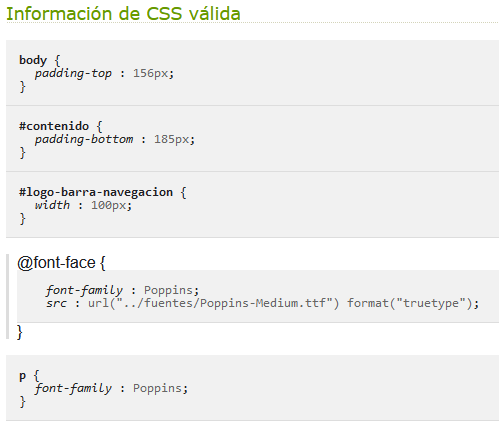 Información de CSS válida
body {
padding-top : 156px;
}
#contenido {
padding-bottom : 185px;
}
#logo-barra-navegacion {
width : 100px;
}
@font-face {
font-family : Poppins;
src : url("../fuentes/Poppins-Medium.ttf") format("truetype");
}
p {
font-family : Poppins;
}